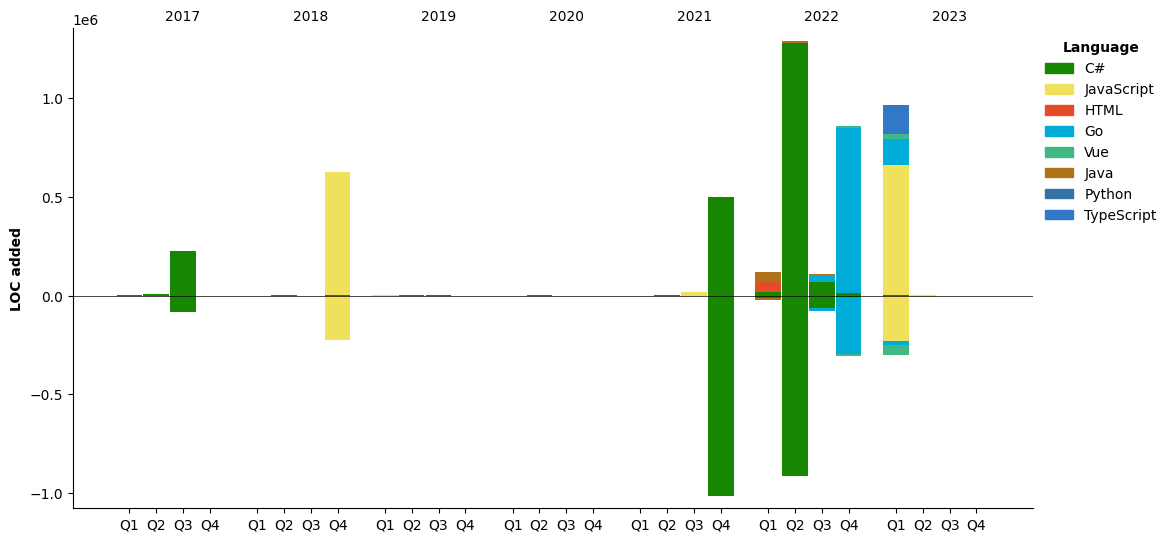 1e6
2017 2018 2019 2020 2021 2022 2023
Language
C#
JavaScript
HTML
Go
Vue
Java
Python
TypeScript
LOC added
1.0
0.5
0.0
−0.5
−1.0
Q1 Q2 Q3 Q4 Q1 Q2 Q3 Q4 Q1 Q2 Q3 Q4 Q1 Q2 Q3 Q4 Q1 Q2 Q3 Q4 Q1 Q2 Q3 Q4 Q1 Q2 Q3 Q4